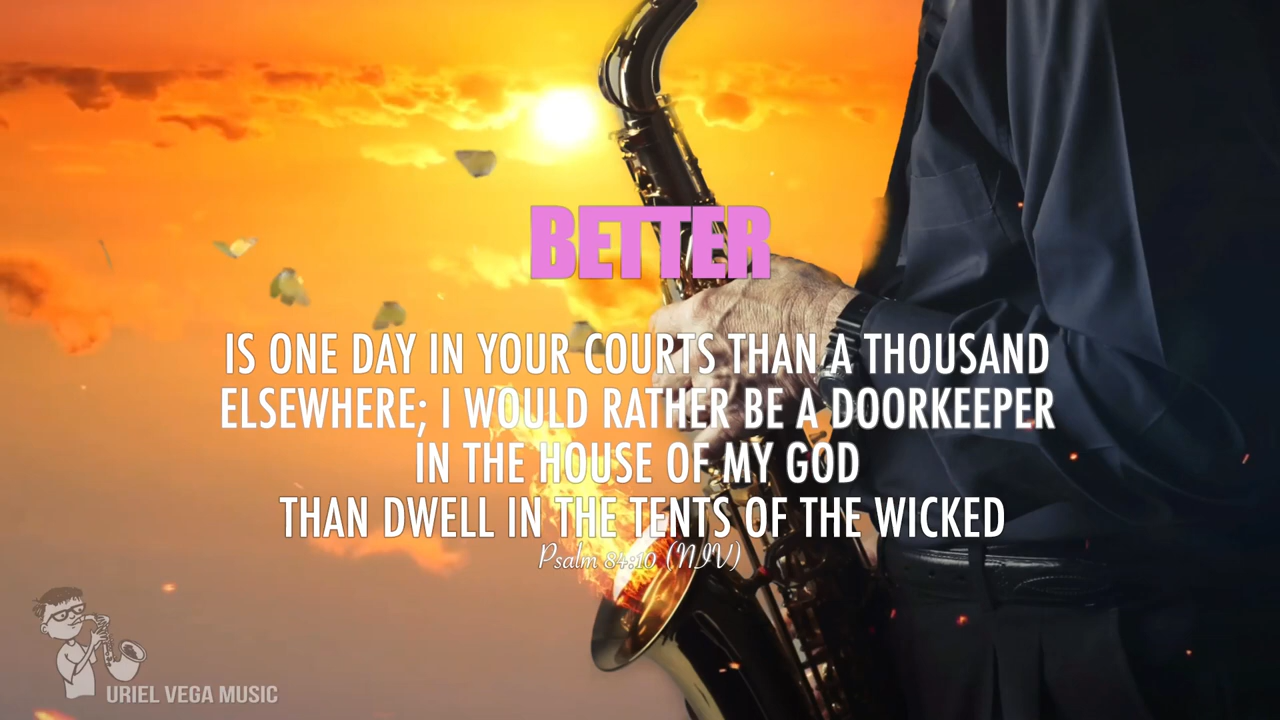 BETTER
IS ONE DAY IN YOUR COURTS THAN A THOUSAND
ELSEWHERE; I WOULD RATHER BE A DOORKEEPER
IN THE HOUSE OF MY GOD
THAN DWELL IN THE TENTS OF THE WICKED
Psalm 84:10 (NIV)
URIEL VEGA MUSIC